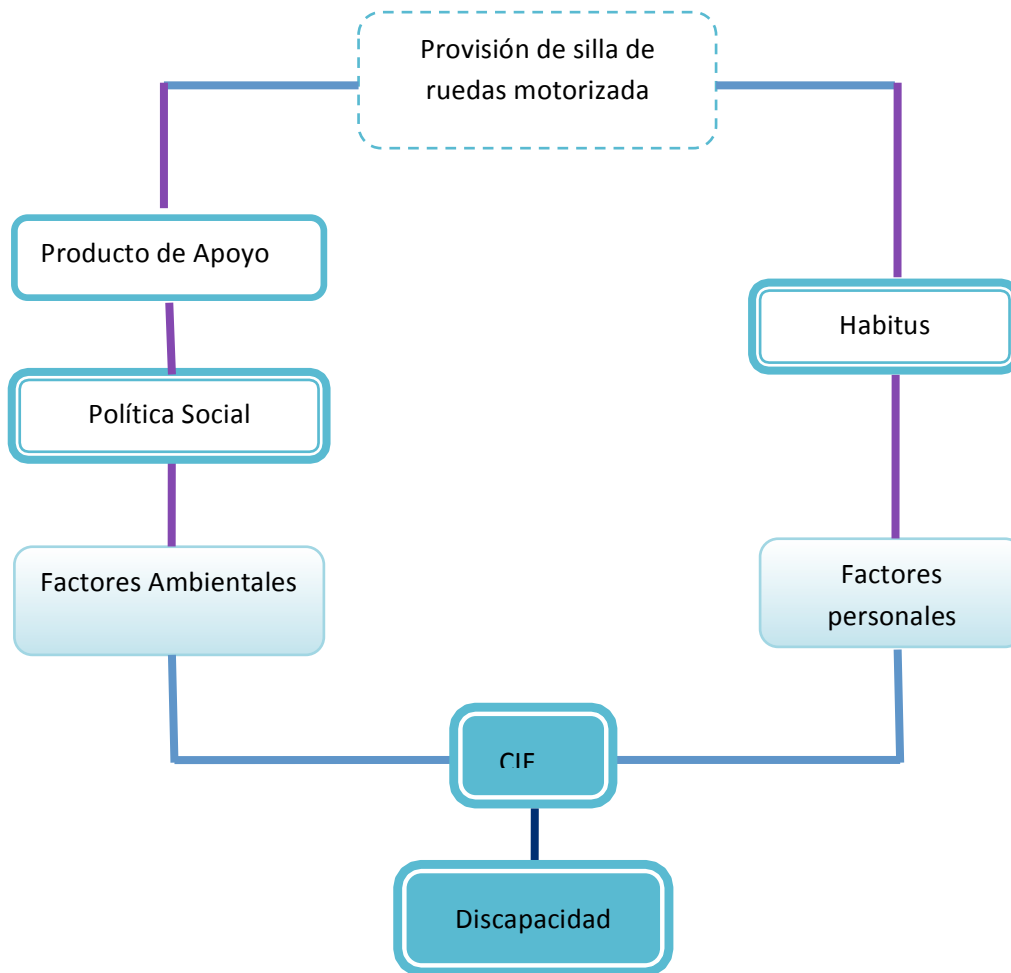 Provisión de silla de
ruedas motorizada
Producto de Apoyo
Habitus
Política Social
Factores Ambientales
Factores
personales
CIF
Discapacidad